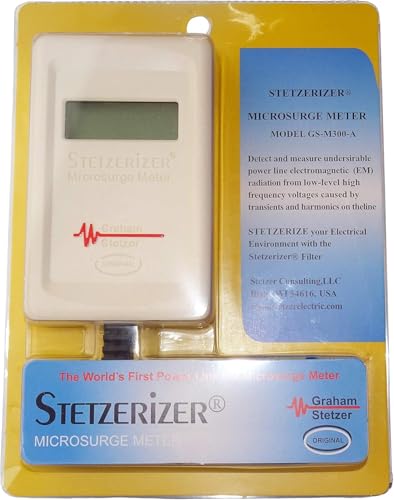 STETZERIZER®
Microsurge Meter
Graham
Stetzer
ORIGINAL
STETZERIZER®
MICROSURGE METER
MODEL GS-M300-A
Detect and measure undersirable
power line electromagnetic (EM)
radiation from low-level high
frequency voltages caused by
transients and harmonics on theline
STETZERIZE your Electrical
Environment with the
Stetzerizer® Filter
Stetzer Consulting,LLC
WI 54616, USA
The World's First Power Microsurge Meter
STETZERiZER®
MICROSURGE METER
Graham
Stetzer
ORIGINAL